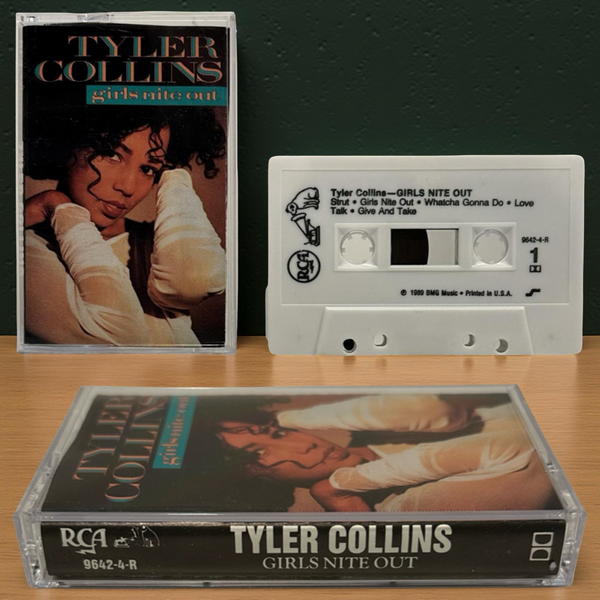 TYLER
COLLINS
girls nite out
Tyler Collins—GIRLS NITE OUT
Strut • Girls Nite Out • Whatcha Gonna Do • Love
Talk • Give And Take
9642-4-R
1
RCA
℗ 1989 BMG Music • Printed in U.S.A.
TYLER
COLLINS
girls nite out
RCA
9642-4-R
TYLER COLLINS
GIRLS NITE OUT